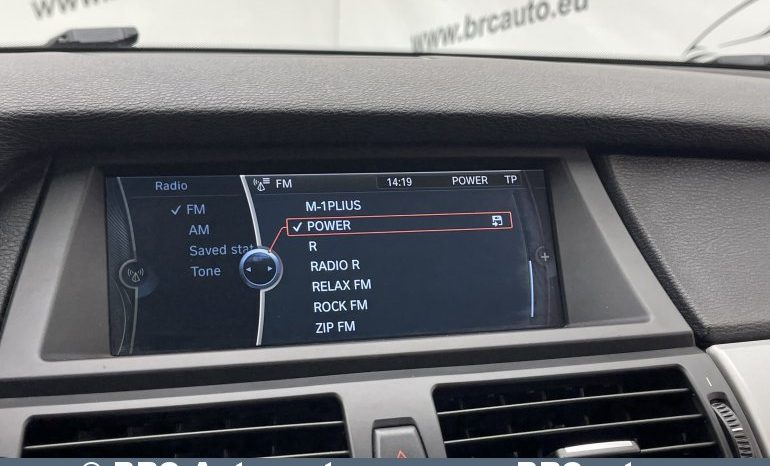 www.brcauto.eu
Radio
FM 14:19 POWER TP
FM
AM
Saved stat
Tone
M-1PLIUS
POWER
R
RADIO R
RELAX FM
ROCK FM
ZIP FM